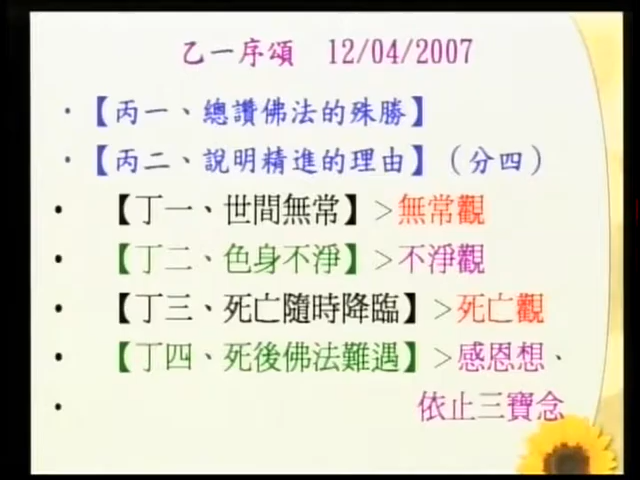 乙一序頌 12/04/2007
•【丙一、總讚佛法的殊勝】
•【丙二、說明精進的理由】（分四）
•【丁一、世間無常】>無常觀
•【丁二、色身不淨】>不淨觀
•【丁三、死亡隨時降臨】>死亡觀
•【丁四、死後佛法難遇】>感恩想、
•依止三寶念